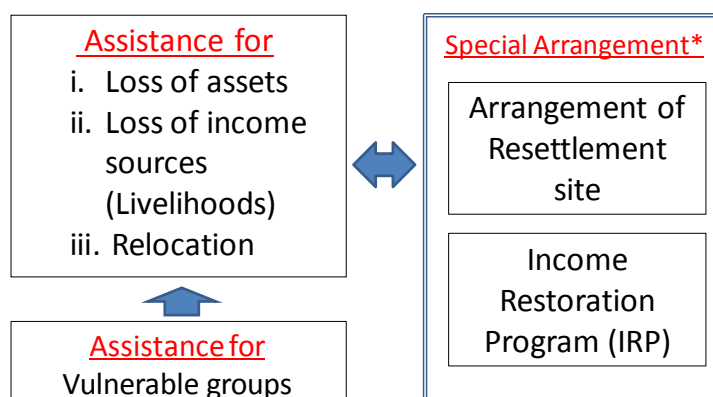 Assistance for
i. Loss of assets
ii. Loss of income
sources
(Livelihoods)
iii. Relocation
Assistance for
Vulnerable groups
Special Arrangement*
Arrangement of
Resettlement
site
Income
Restoration
Program (IRP)